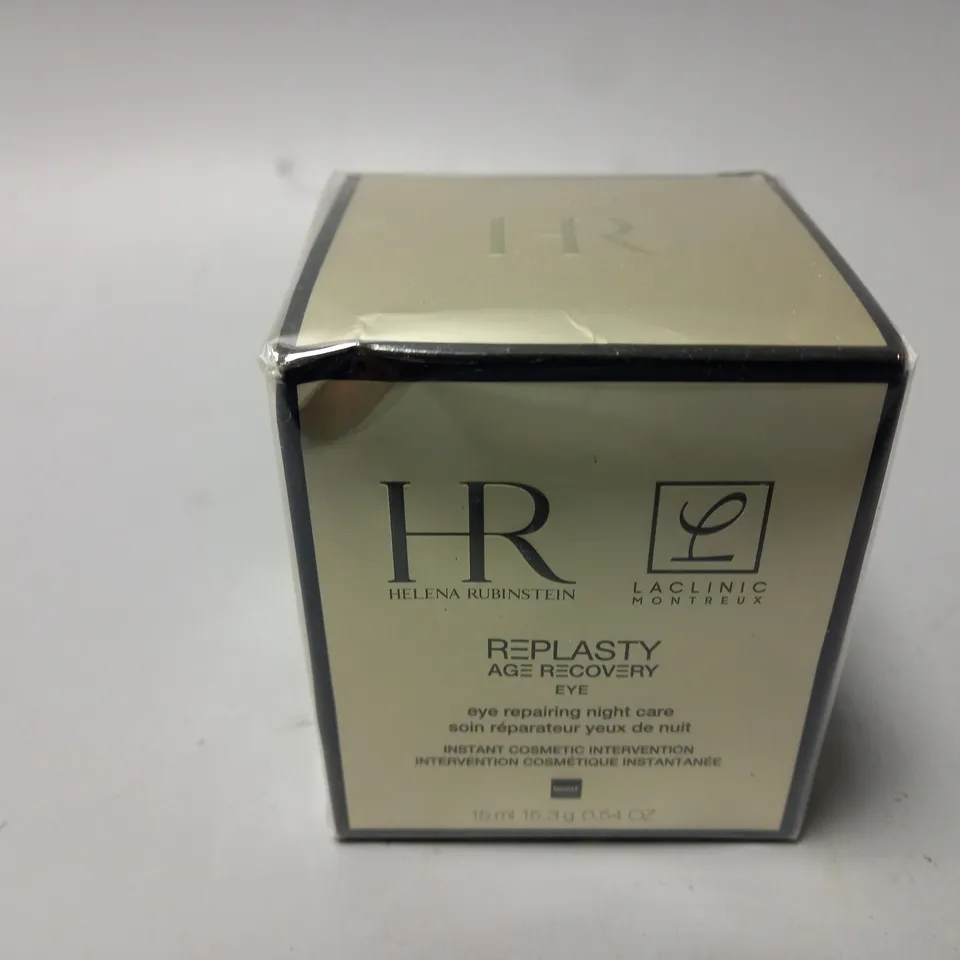 HR
HR
HELENA RUBINSTEIN
LACLINIC
MONTREUX
REPLASTY
AGE RECOVERY
EYE
eye repairing night care
soin réparateur yeux de nuit
INSTANT COSMETIC INTERVENTION
INTERVENTION COSMÉTIQUE INSTANTANÉE
15 ml 15.3 g 0.54 OZ